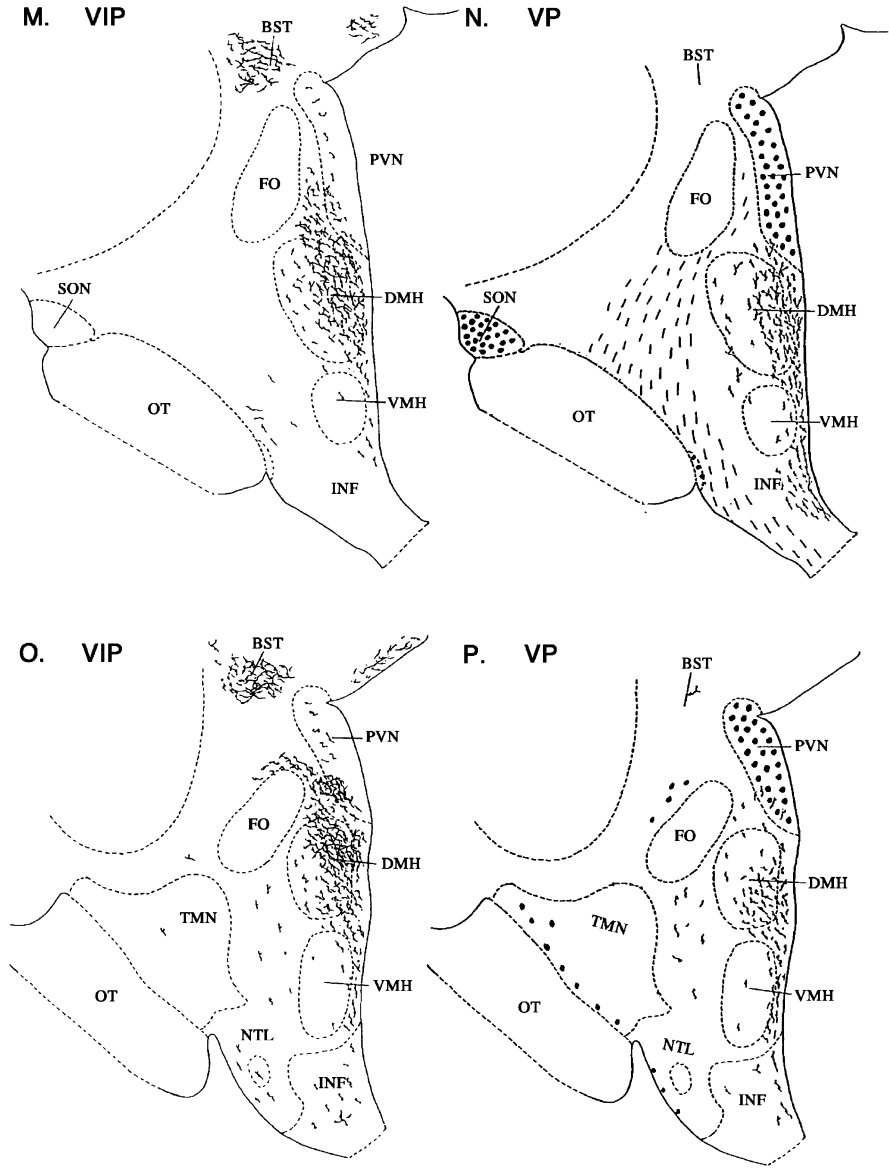 M. VIP
BST
PVN
FO
SON
DMH
OT
VMH
INF
N. VP
BST
PVN
FO
SON
DMH
OT
VMH
INF
O. VIP
BST
PVN
FO
DMH
TMN
OT
VMH
NTL
INF
P. VP
BST
PVN
FO
DMH
TMN
OT
VMH
NTL
INF